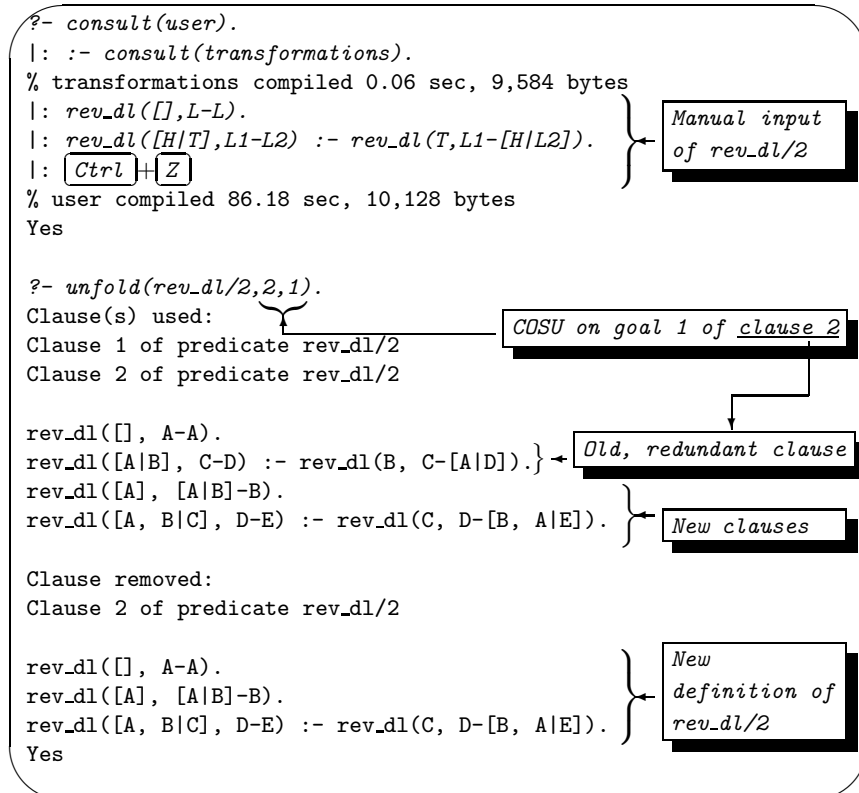 ?- consult(user).
|: :- consult(transformations).
% transformations compiled 0.06 sec, 9,584 bytes
|: rev_dl([],L-L).
|: rev_dl([H|T],L1-L2) :- rev_dl(T,L1-[H|L2]).
|: Ctrl+Z
Manual input
of rev_dl/2
% user compiled 86.18 sec, 10,128 bytes
Yes
?- unfold(rev_dl/2,2,1).
Clause(s) used:
COSU on goal 1 of clause 2
Clause 1 of predicate rev_dl/2
Clause 2 of predicate rev_dl/2
rev_dl([], A-A).
rev_dl([A|B], C-D) :- rev_dl(B, C-[A|D]).
Old, redundant clause
rev_dl([A], [A|B]-B).
rev_dl([A, B|C], D-E) :- rev_dl(C, D-[B, A|E]).
New clauses
Clause removed:
Clause 2 of predicate rev_dl/2
rev_dl([], A-A).
rev_dl([A], [A|B]-B).
rev_dl([A, B|C], D-E) :- rev_dl(C, D-[B, A|E]).
New
definition of
rev_dl/2
Yes